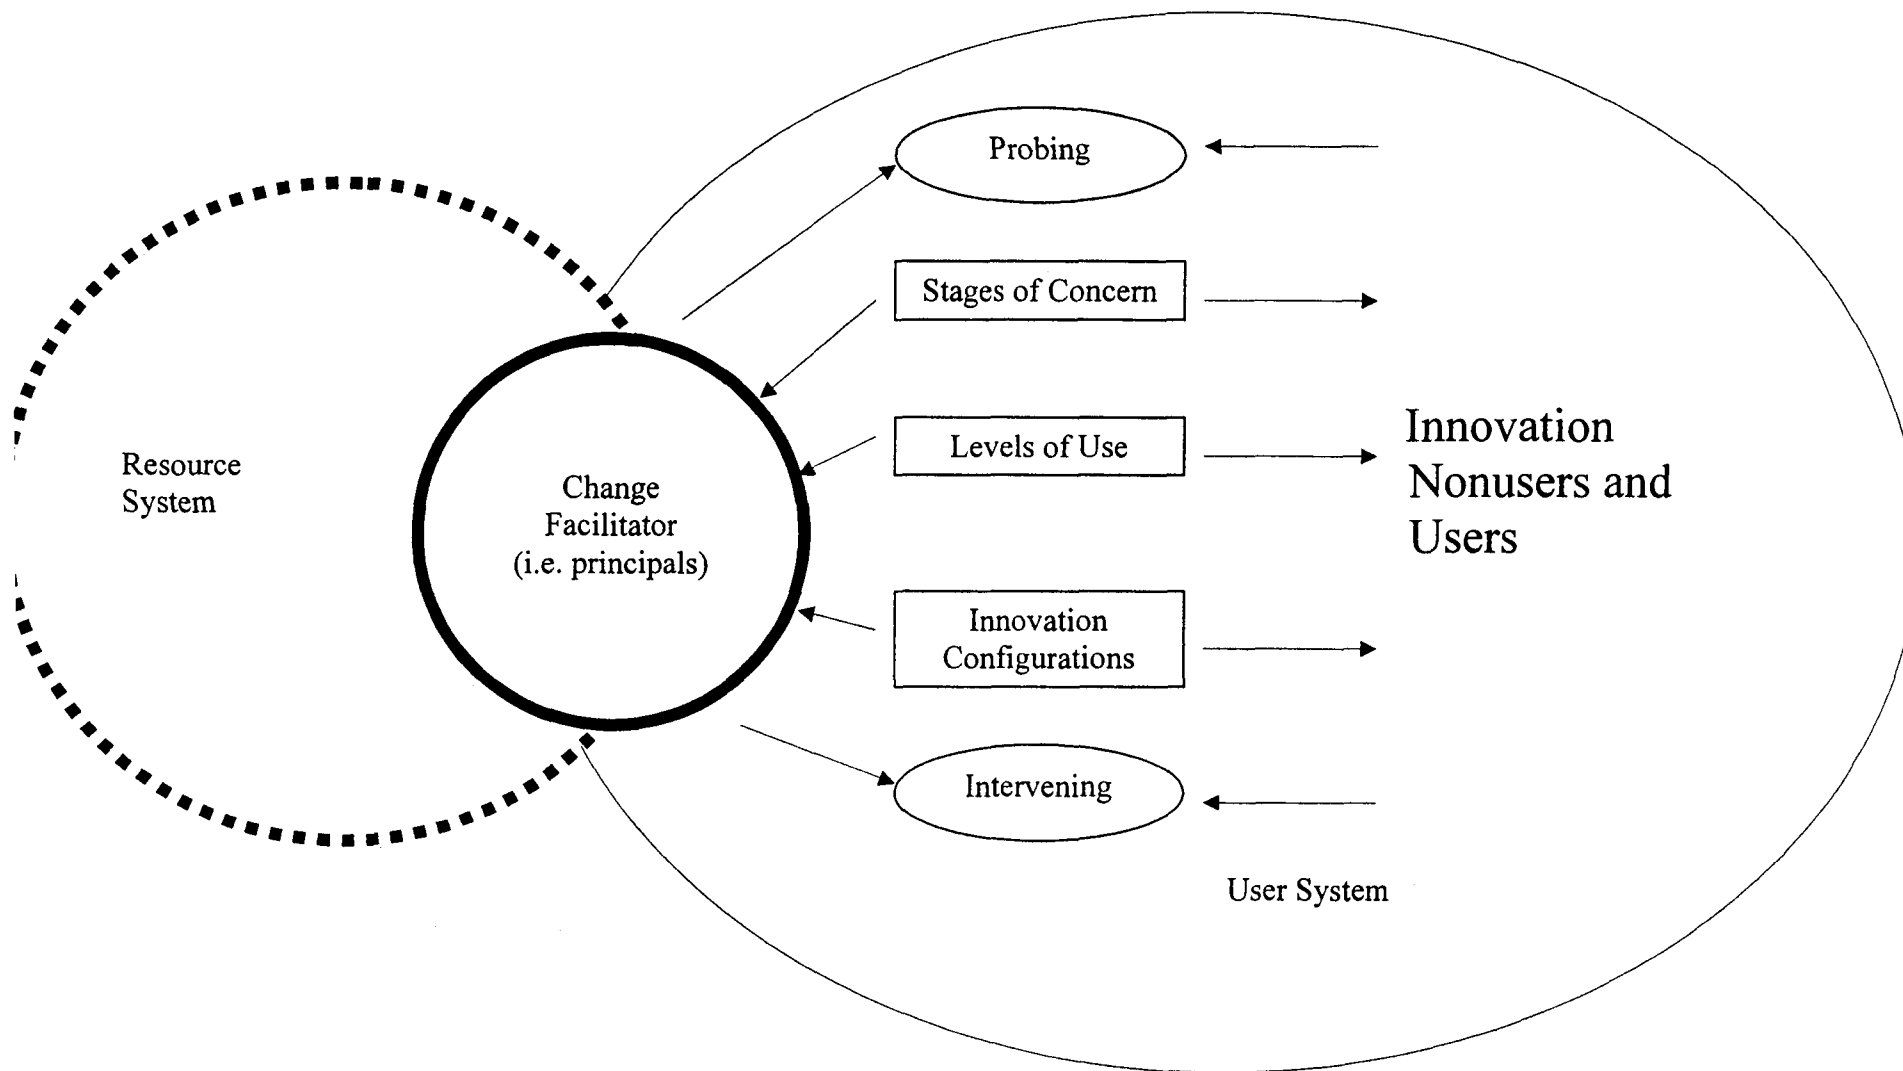 Probing
Stages of Concern
Levels of Use
Innovation
Configurations
Intervening
Resource
System
Change
Facilitator
(i.e. principals)
Innovation
Nonusers and
Users
User System